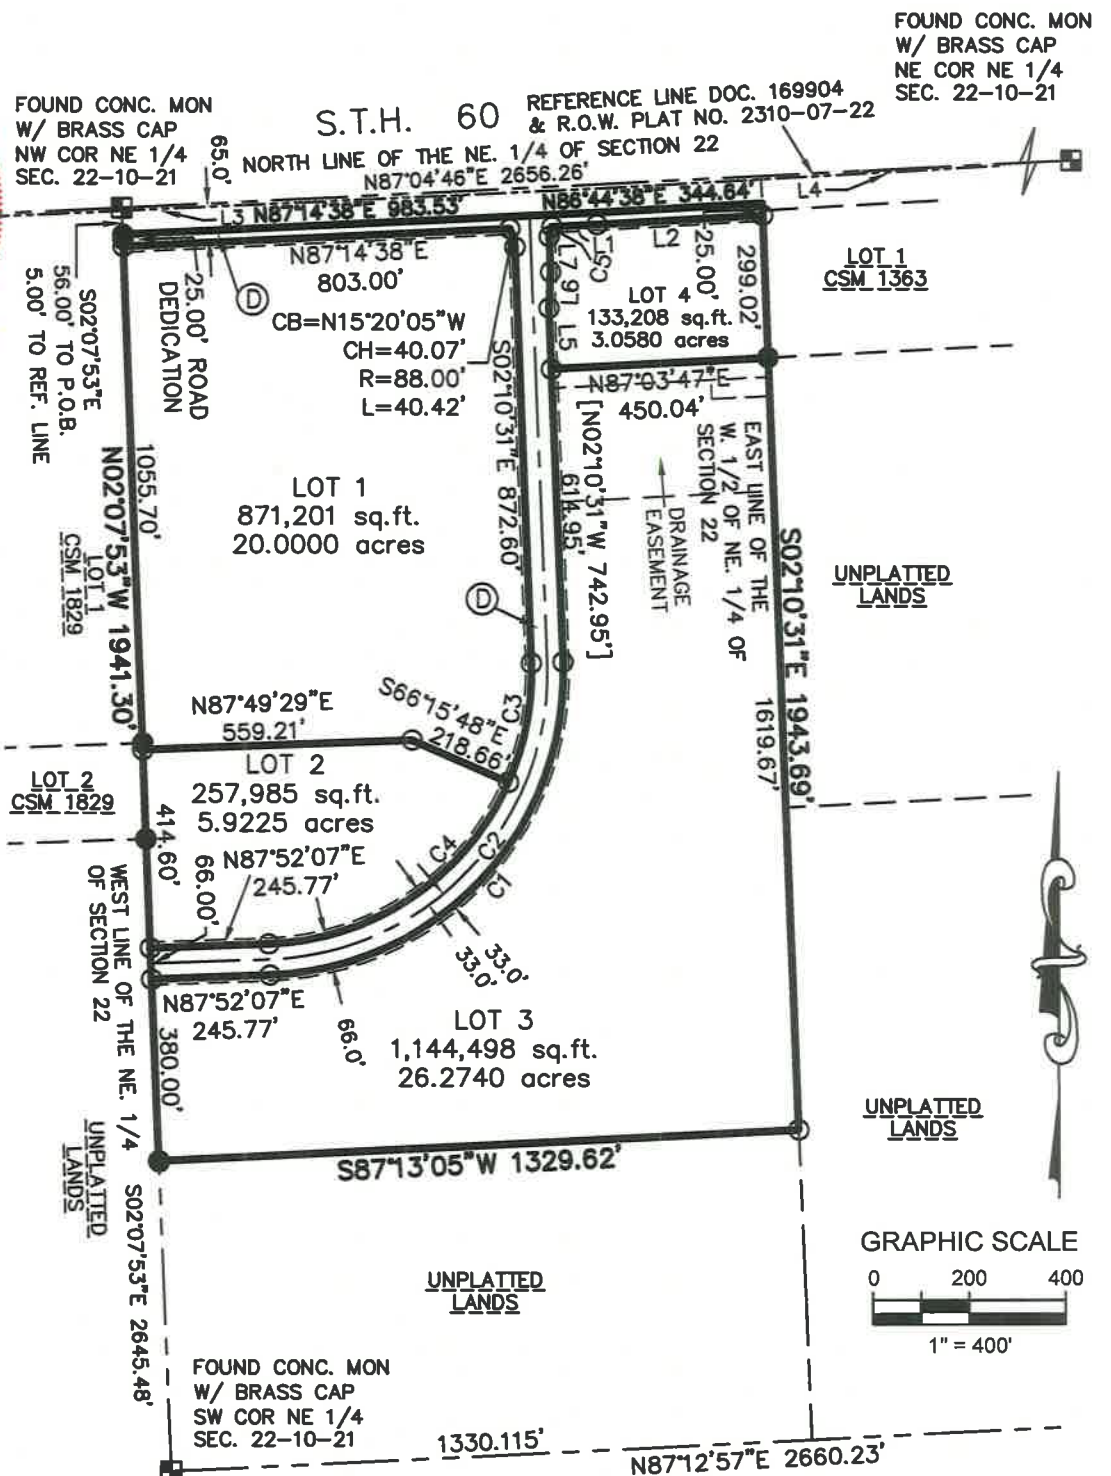 FOUND CONC. MON
W/ BRASS CAP
NE COR NE 1/4
SEC. 22-10-21
FOUND CONC. MON
W/ BRASS CAP
NW COR NE 1/4
SEC. 22-10-21
65.0'
S.T.H. 60
REFERENCE LINE DOC. 169904
& R.O.W. PLAT NO. 2310-07-22
NORTH LINE OF THE NE. 1/4 OF SECTION 22
N87°04'46"E 2656.26'
L3
N87°14'38"E 983.53'
N86°44'38"E 344.64'
L4
N87°14'38"E
803.00'
D
25.00' ROAD
DEDICATION
S02°07'53"E
56.00' TO P.O.B.
5.00' TO REF. LINE
CB=N15°20'05"W
CH=40.07'
R=88.00'
L=40.42'
L1
L2
C5
L7
L5
25.00'
299.02'
LOT 4
133,208 sq.ft.
3.0580 acres
LOT 1
CSM 1363
N87°03'47"E
450.04'
S02°10'31"E 872.60'
[N02°10'31"W 742.95']
614.95'
1055.70'
N02°07'53"W 1941.30'
LOT 1
CSM 1829
LOT 1
871,201 sq.ft.
20.0000 acres
D
DRAINAGE
EASEMENT
EAST LINE OF THE
W. 1/2 OF NE. 1/4 OF
SECTION 22
S02°10'31"E 1943.69'
1619.67'
UNPLATTED
LANDS
N87°49'29"E
559.21'
S66°15'48"E
218.66'
C3
LOT 2
CSM 1829
LOT 2
257,985 sq.ft.
5.9225 acres
414.60'
66.00'
N87°52'07"E
245.77'
C4
C2
C1
33.0'
33.0'
WEST LINE OF THE NE. 1/4
OF SECTION 22
N87°52'07"E
245.77'
66.0'
380.00'
LOT 3
1,144,498 sq.ft.
26.2740 acres
UNPLATTED
LANDS
UNPLATTED
LANDS
S87°13'05"W 1329.62'
S02°07'53"E 2645.48'
UNPLATTED
LANDS
GRAPHIC SCALE
0 200 400
1" = 400'
FOUND CONC. MON
W/ BRASS CAP
SW COR NE 1/4
SEC. 22-10-21
1330.115'
N87°12'57"E 2660.23'